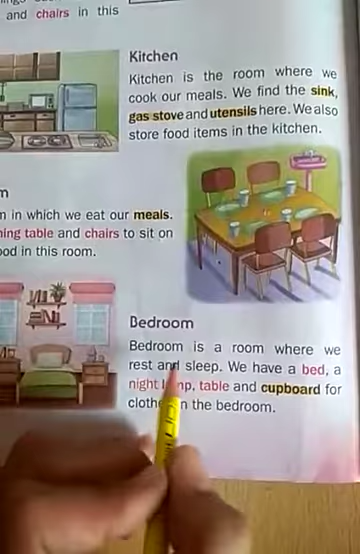 and chairs in this
Kitchen
Kitchen is the room where we
cook our meals. We find the sink,
gas stove and utensils here. We also
store food items in the kitchen.
in which we eat our meals.
table and chairs to sit on
in this room.
Bedroom
Bedroom is a room where we
rest and sleep. We have a bed, a
night table and cupboard for
in the bedroom.